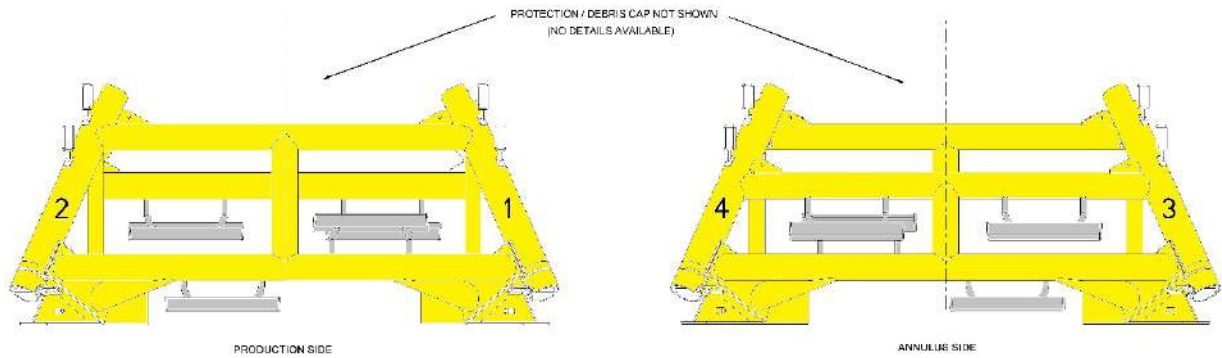 PROTECTION / DEBRIS CAP NOT SHOWN
(NO DETAILS AVAILABLE)
2
1
4
3
PRODUCTION SIDE
ANNULUS SIDE